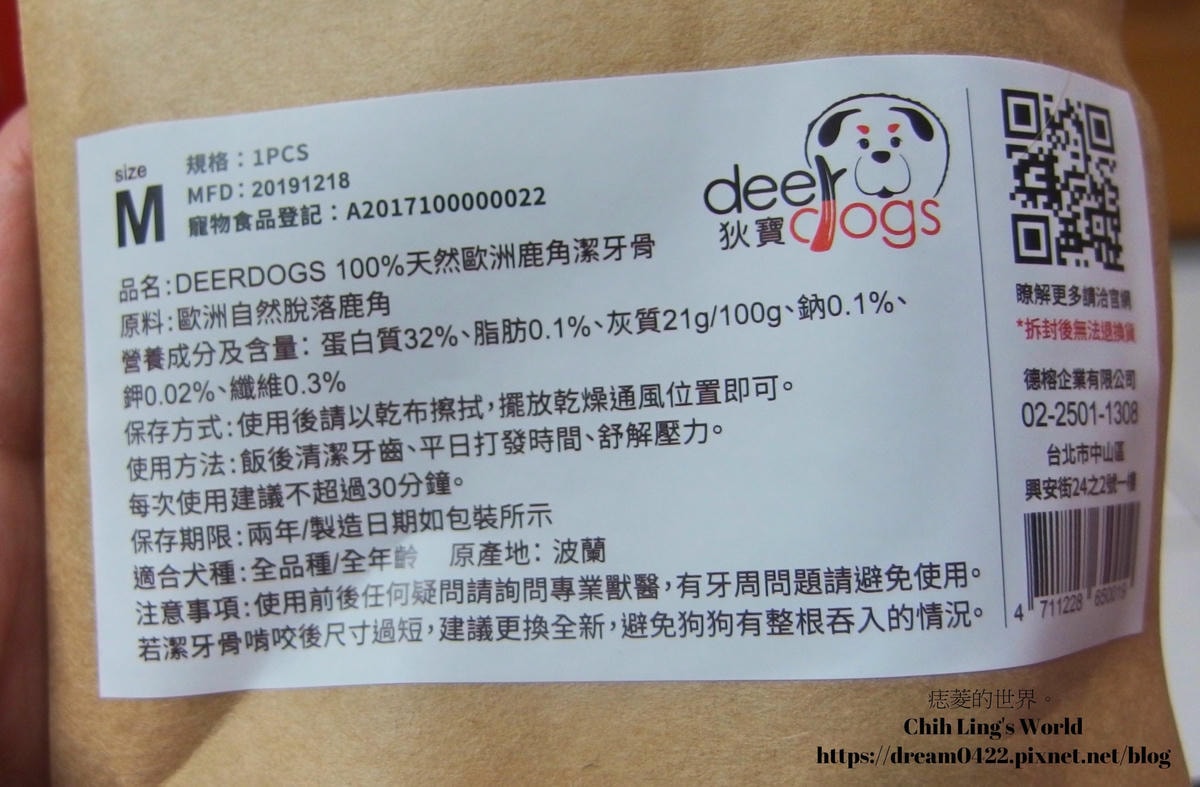 size
M
規格：1PCS
MFD：20191218
寵物食品登記：A2017100000022
deer
狄寶 dogs
品名：DEERDOGS 100%天然歐洲鹿角潔牙骨
原料：歐洲自然脫落鹿角
營養成分及含量：蛋白質32%、脂肪0.1%、灰質21g/100g、鈉0.1%、
鉀0.02%、纖維0.3%
保存方式：使用後請以乾布擦拭，擺放乾燥通風位置即可。
使用方法：飯後清潔牙齒、平日打發時間、舒解壓力。
每次使用建議不超過30分鐘。
保存期限：兩年/製造日期如包裝所示
適合犬種：全品種/全年齡 原產地：波蘭
注意事項：使用前後任何疑問請詢問專業獸醫，有牙周問題請避免使用。
若潔牙骨啃咬後尺寸過短，建議更換全新，避免狗狗有整根吞入的情況。
瞭解更多請洽官網
*拆封後無法退換貨
德榕企業有限公司
02-2501-1308
台北市中山區
興安街24之2號一樓
4 711228 650019
痣菱的世界。
Chih Ling's World
https://dream0422.pixnet.net/blog